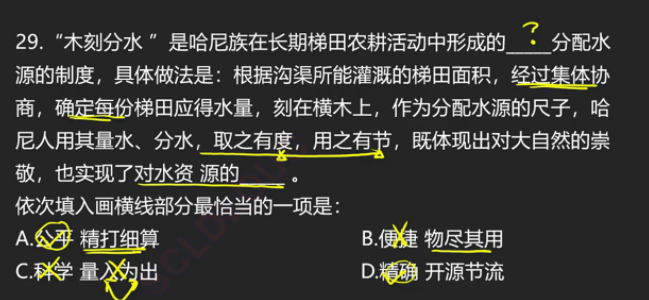 29.“木刻分水 ”是哈尼族在长期梯田农耕活动中形成的____分配水
源的制度，具体做法是：根据沟渠所能灌溉的梯田面积，经过集体协
商，确定每份梯田应得水量，刻在横木上，作为分配水源的尺子，哈
尼人用其量水、分水，取之有度，用之有节，既体现出对大自然的崇
敬，也实现了对水资 源的____ 。
依次填入画横线部分最恰当的一项是：
A.公平 精打细算 B.便捷 物尽其用
C.科学 量入为出 D.精确 开源节流